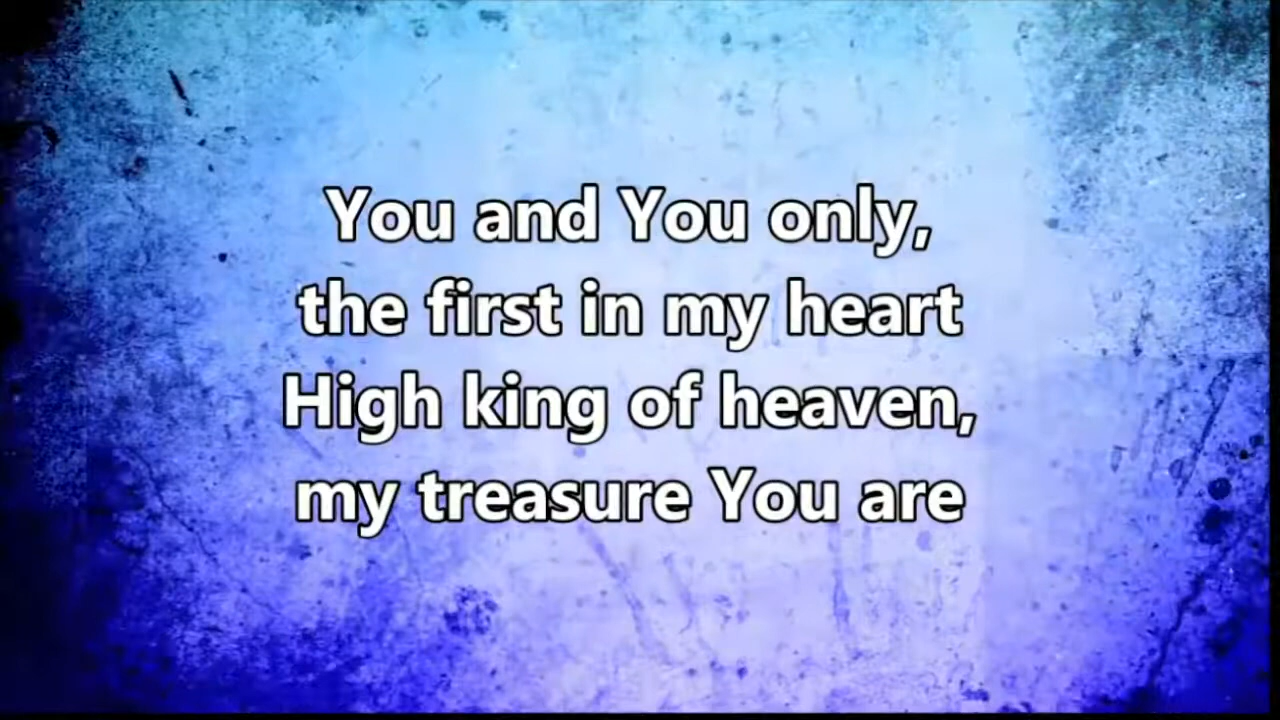 You and You only,
the first in my heart
High king of heaven,
my treasure You are